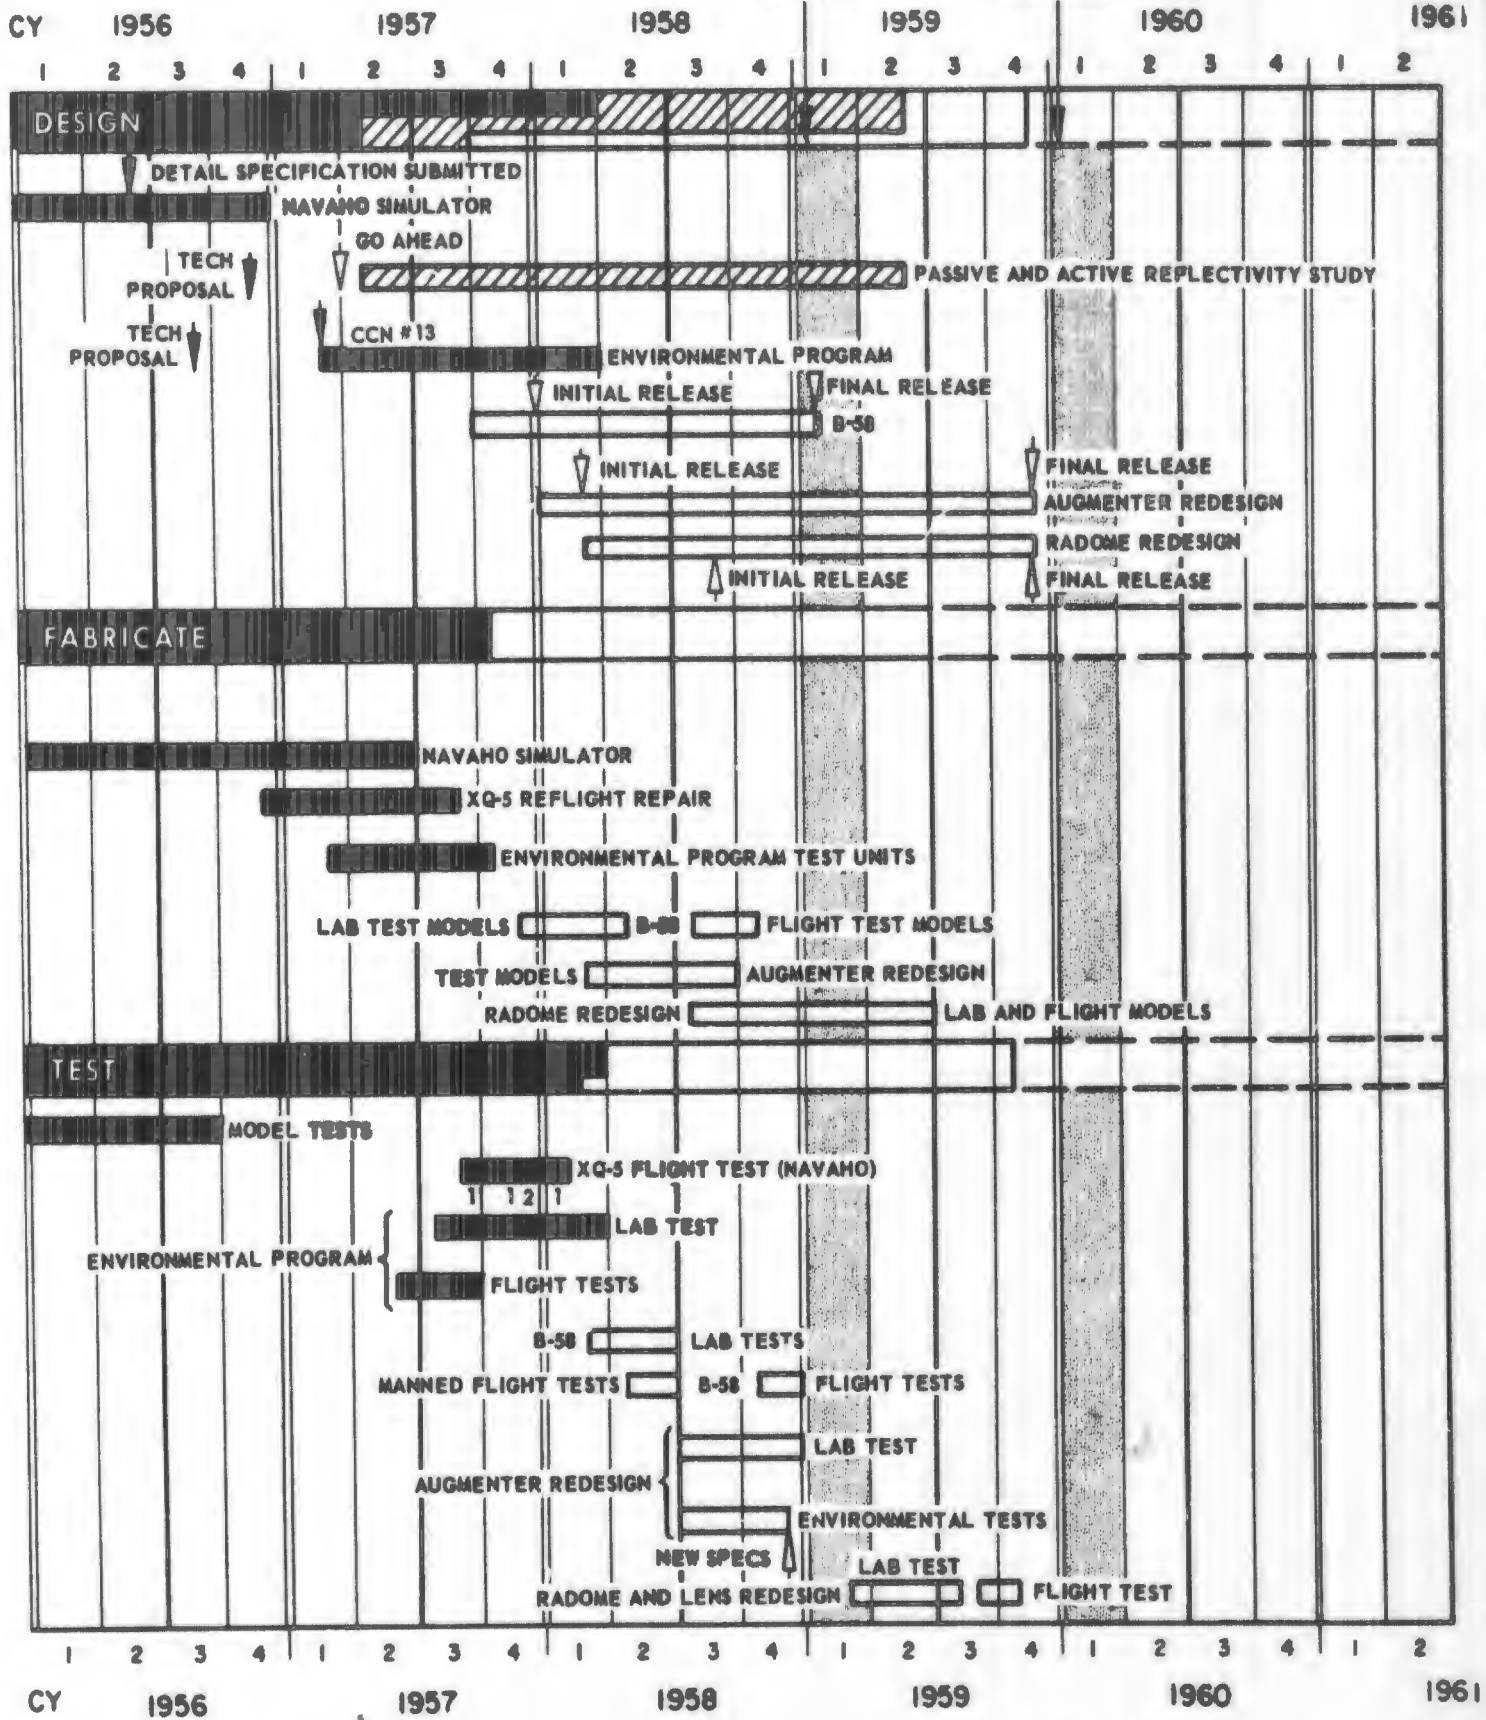 CY 1956 1957 1958 1959 1960 1961
1 2 3 4 1 2 3 4 1 2 3 4 1 2 3 4 1 2 3 4 1 2
DESIGN
DETAIL SPECIFICATION SUBMITTED
NAVAHO SIMULATOR
GO AHEAD
TECH
PROPOSAL
PASSIVE AND ACTIVE REFLECTIVITY STUDY
TECH
PROPOSAL
CCN #13
ENVIRONMENTAL PROGRAM
INITIAL RELEASE
FINAL RELEASE
B-58
INITIAL RELEASE
FINAL RELEASE
AUGMENTER REDESIGN
RADOME REDESIGN
INITIAL RELEASE
FINAL RELEASE
FABRICATE
NAVAHO SIMULATOR
XQ-5 REFLIGHT REPAIR
ENVIRONMENTAL PROGRAM TEST UNITS
LAB TEST MODELS B-58 FLIGHT TEST MODELS
TEST MODELS AUGMENTER REDESIGN
RADOME REDESIGN LAB AND FLIGHT MODELS
TEST
MODEL TESTS
XQ-5 FLIGHT TEST (NAVAHO)
1 1 2 1
LAB TEST
ENVIRONMENTAL PROGRAM
FLIGHT TESTS
B-58 LAB TESTS
MANNED FLIGHT TESTS B-58 FLIGHT TESTS
LAB TEST
AUGMENTER REDESIGN
ENVIRONMENTAL TESTS
NEW SPECS
LAB TEST
RADOME AND LENS REDESIGN FLIGHT TEST
1 2 3 4 1 2 3 4 1 2 3 4 1 2 3 4 1 2 3 4 1 2
CY 1956 1957 1958 1959 1960 1961